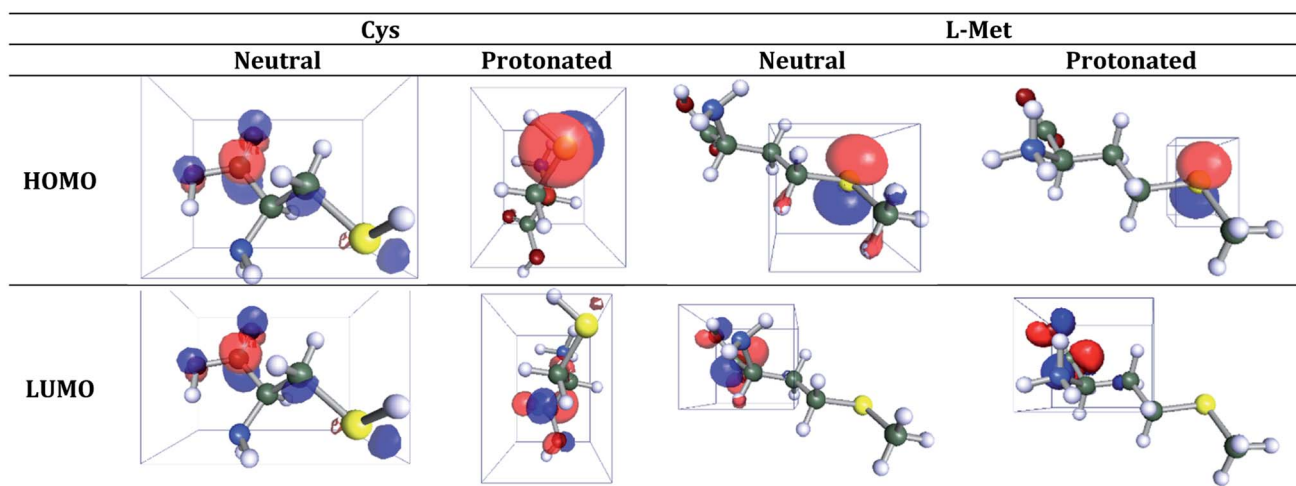 Cys L-Met
Neutral Protonated Neutral Protonated
HOMO
LUMO